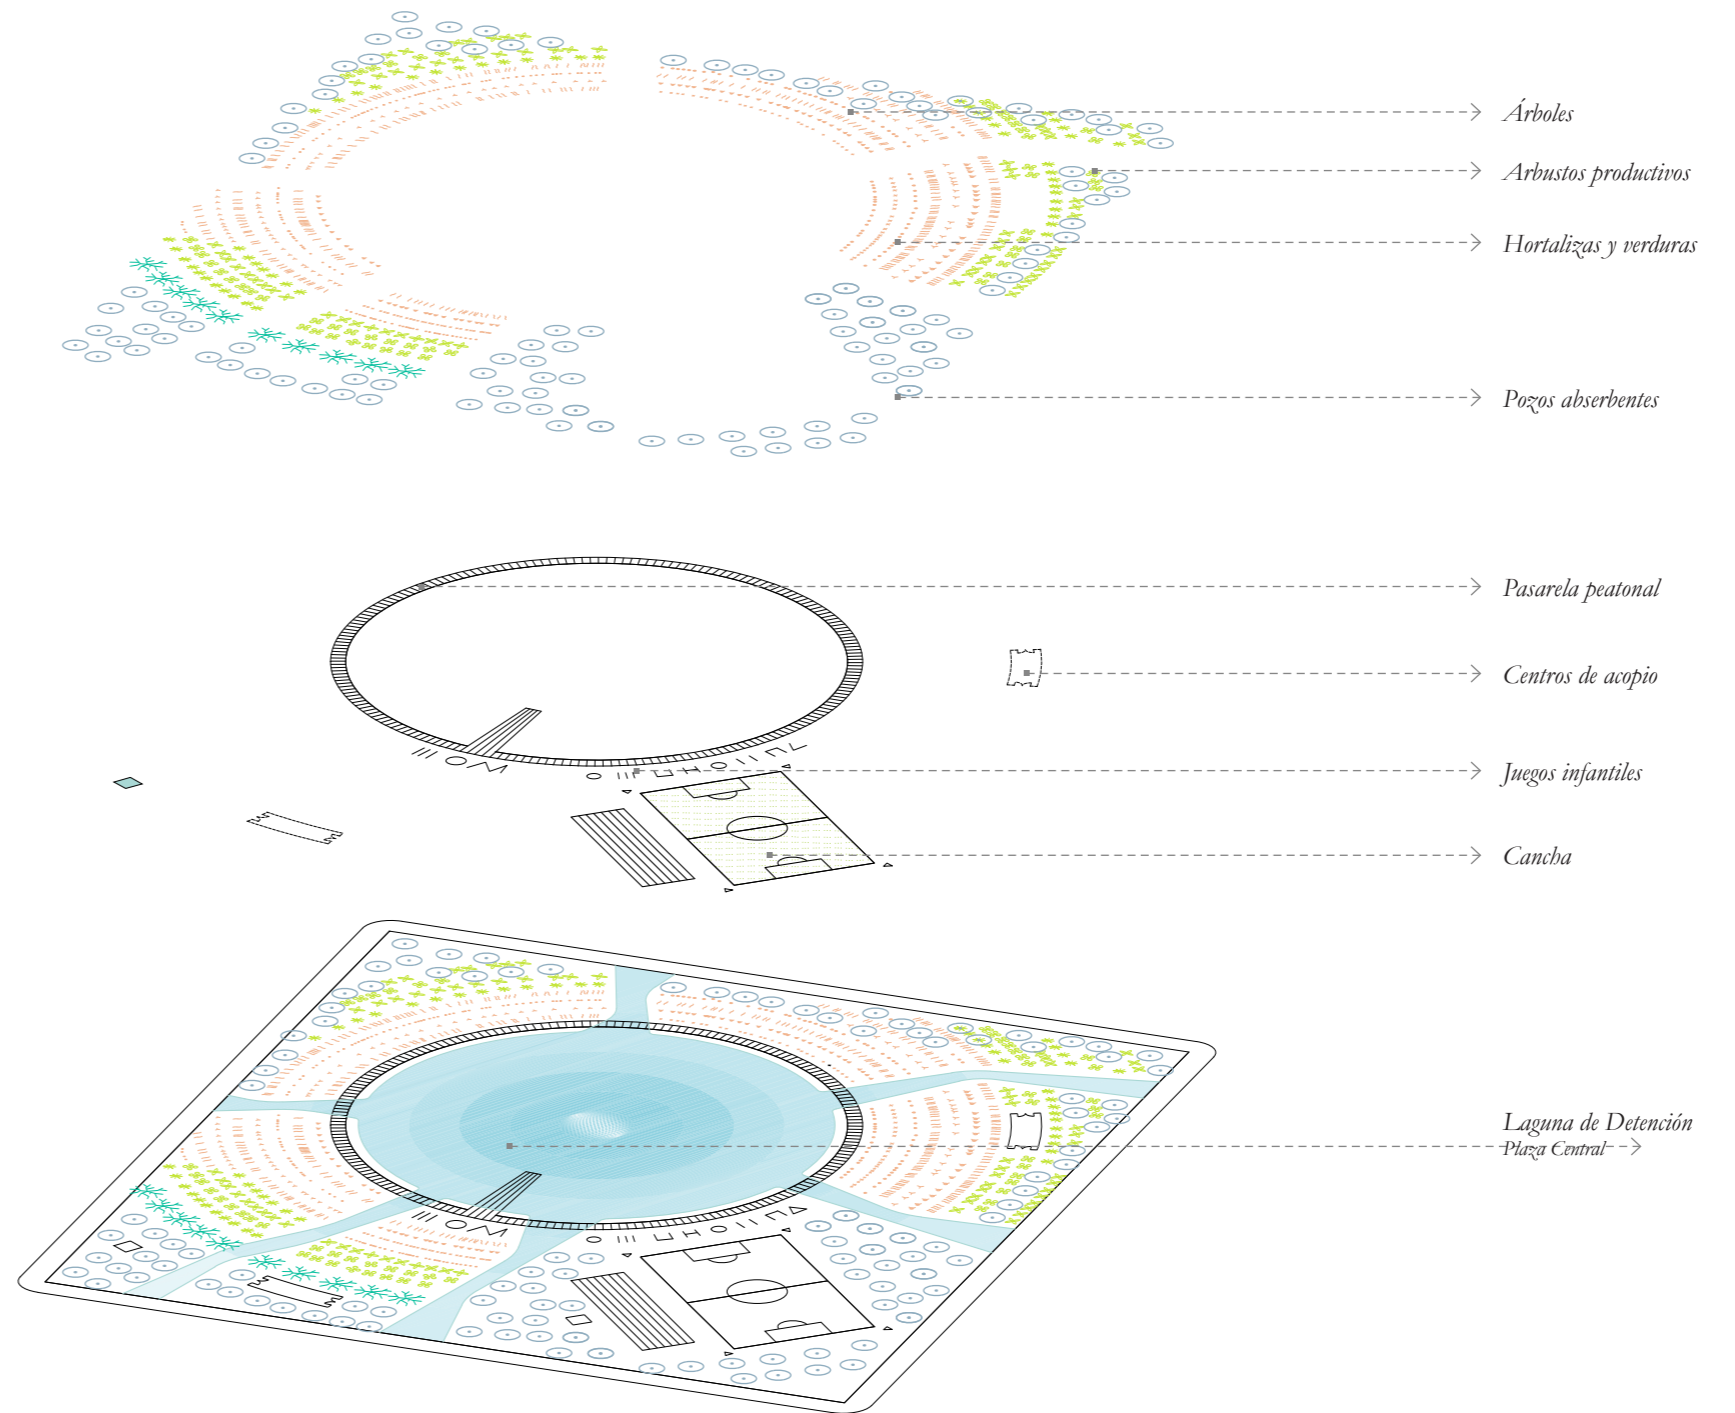 Árboles
Arbustos productivos
Hortalizas y verduras
Pozos abserbentes
Pasarela peatonal
Centros de acopio
Juegos infantiles
Cancha
Laguna de Detención
Plaza Central